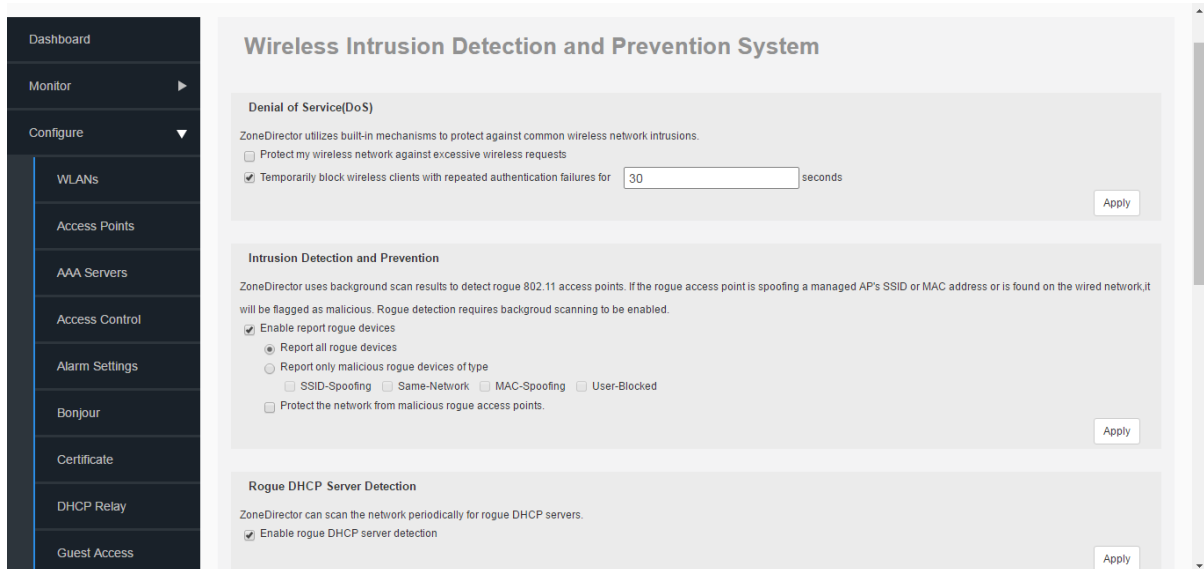 Dashboard
Monitor
Configure
WLANs
Access Points
AAA Servers
Access Control
Alarm Settings
Bonjour
Certificate
DHCP Relay
Guest Access
Wireless Intrusion Detection and Prevention System
Denial of Service(DoS)
ZoneDirector utilizes built-in mechanisms to protect against common wireless network intrusions.
Protect my wireless network against excessive wireless requests
Temporarily block wireless clients with repeated authentication failures for 30 seconds
Apply
Intrusion Detection and Prevention
ZoneDirector uses background scan results to detect rogue 802.11 access points. If the rogue access point is spoofing a managed AP's SSID or MAC address or is found on the wired network,it
will be flagged as malicious. Rogue detection requires backgroud scanning to be enabled.
Enable report rogue devices
Report all rogue devices
Report only malicious rogue devices of type
SSID-Spoofing Same-Network MAC-Spoofing User-Blocked
Protect the network from malicious rogue access points.
Apply
Rogue DHCP Server Detection
ZoneDirector can scan the network periodically for rogue DHCP servers.
Enable rogue DHCP server detection
Apply